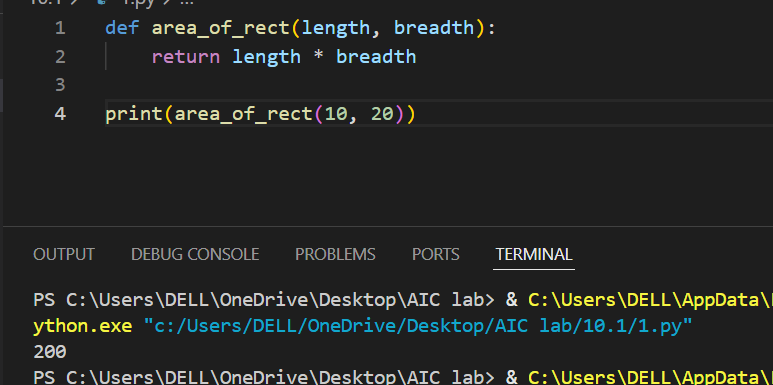 1.py > ...
1 def area_of_rect(length, breadth):
2 return length * breadth
3
4 print(area_of_rect(10, 20))
OUTPUT DEBUG CONSOLE PROBLEMS PORTS TERMINAL
PS C:\Users\DELL\OneDrive\Desktop\AIC lab> & C:\Users\DELL\AppData\
ython.exe "c:/Users/DELL/OneDrive/Desktop/AIC lab/10.1/1.py"
200
PS C:\Users\DELL\OneDrive\Desktop\AIC lab> & C:\Users\DELL\AppData\